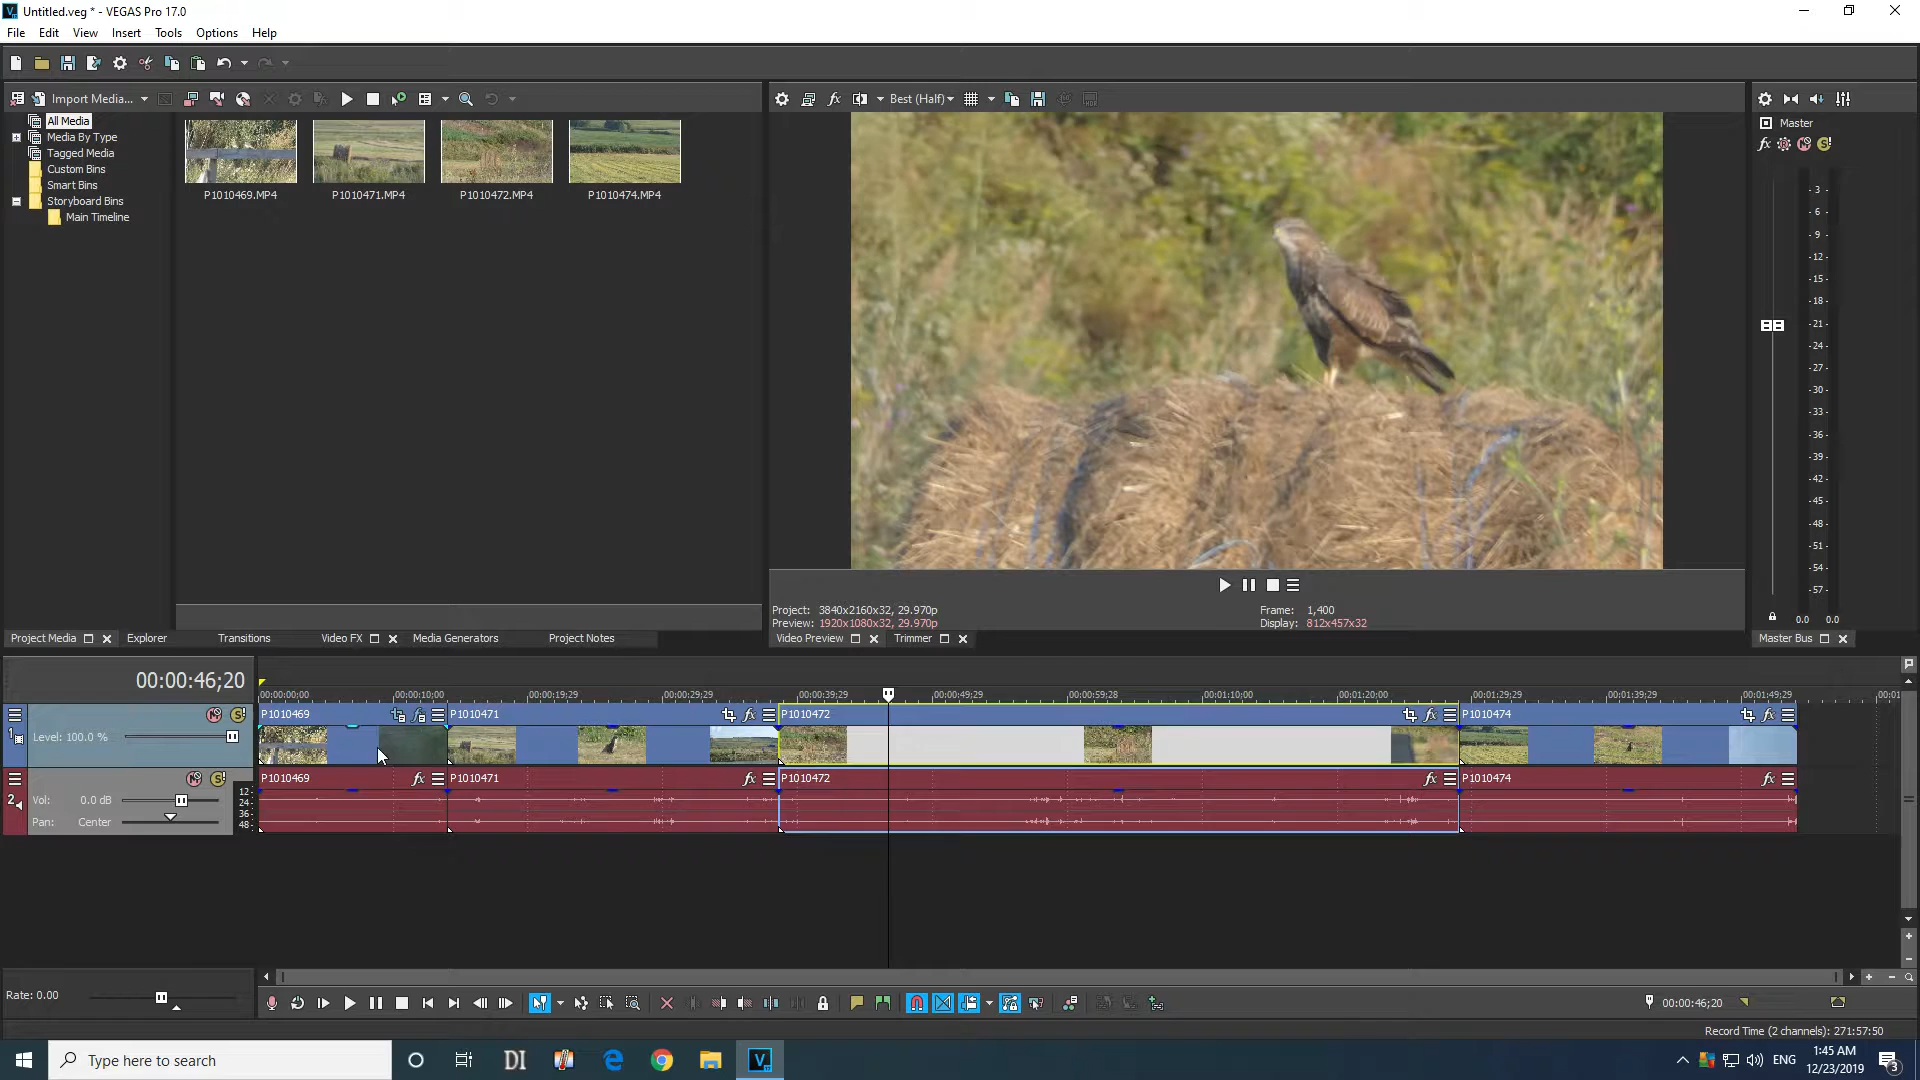 Untitled.veg * - VEGAS Pro 17.0
File Edit View Insert Tools Options Help
Import Media...
Best (Half)
All Media
Media By Type
Tagged Media
Custom Bins
Smart Bins
Storyboard Bins
Main Timeline
P1010469.MP4 P1010471.MP4 P1010472.MP4 P1010474.MP4
Master
fx
-3-
-6-
-9-
-12-
-15-
-18-
-21-
-24-
-27-
-30-
-33-
-36-
-39-
-42-
-45-
-48-
-51-
-54-
-57-
0.0 0.0
Project: 3840x2160x32, 29.970p
Frame: 1,400
Preview: 1920x1080x32, 29.970p
Display: 812x457x32
Project Media Explorer Transitions Video FX Media Generators Project Notes
Video Preview Trimmer
Master Bus
00:00:46;20
00:00:00;00 00:00:10;00 00:00:19;29 00:00:29;29 00:00:39;29 00:00:49;29 00:00:59;28 00:01:10;00 00:01:20;00 00:01:29;29 00:01:39;29 00:01:49;29
1 Level: 100.0 %
P1010469 P1010471 P1010472 P1010474
2 Vol: 0.0 dB
Pan: Center
12-
24-
36-
48-
P1010469 P1010471 P1010472 P1010474
Rate: 0.00
00:00:46;20
Record Time (2 channels): 271:57:50
Type here to search
DI
ENG
1:45 AM
12/23/2019
3